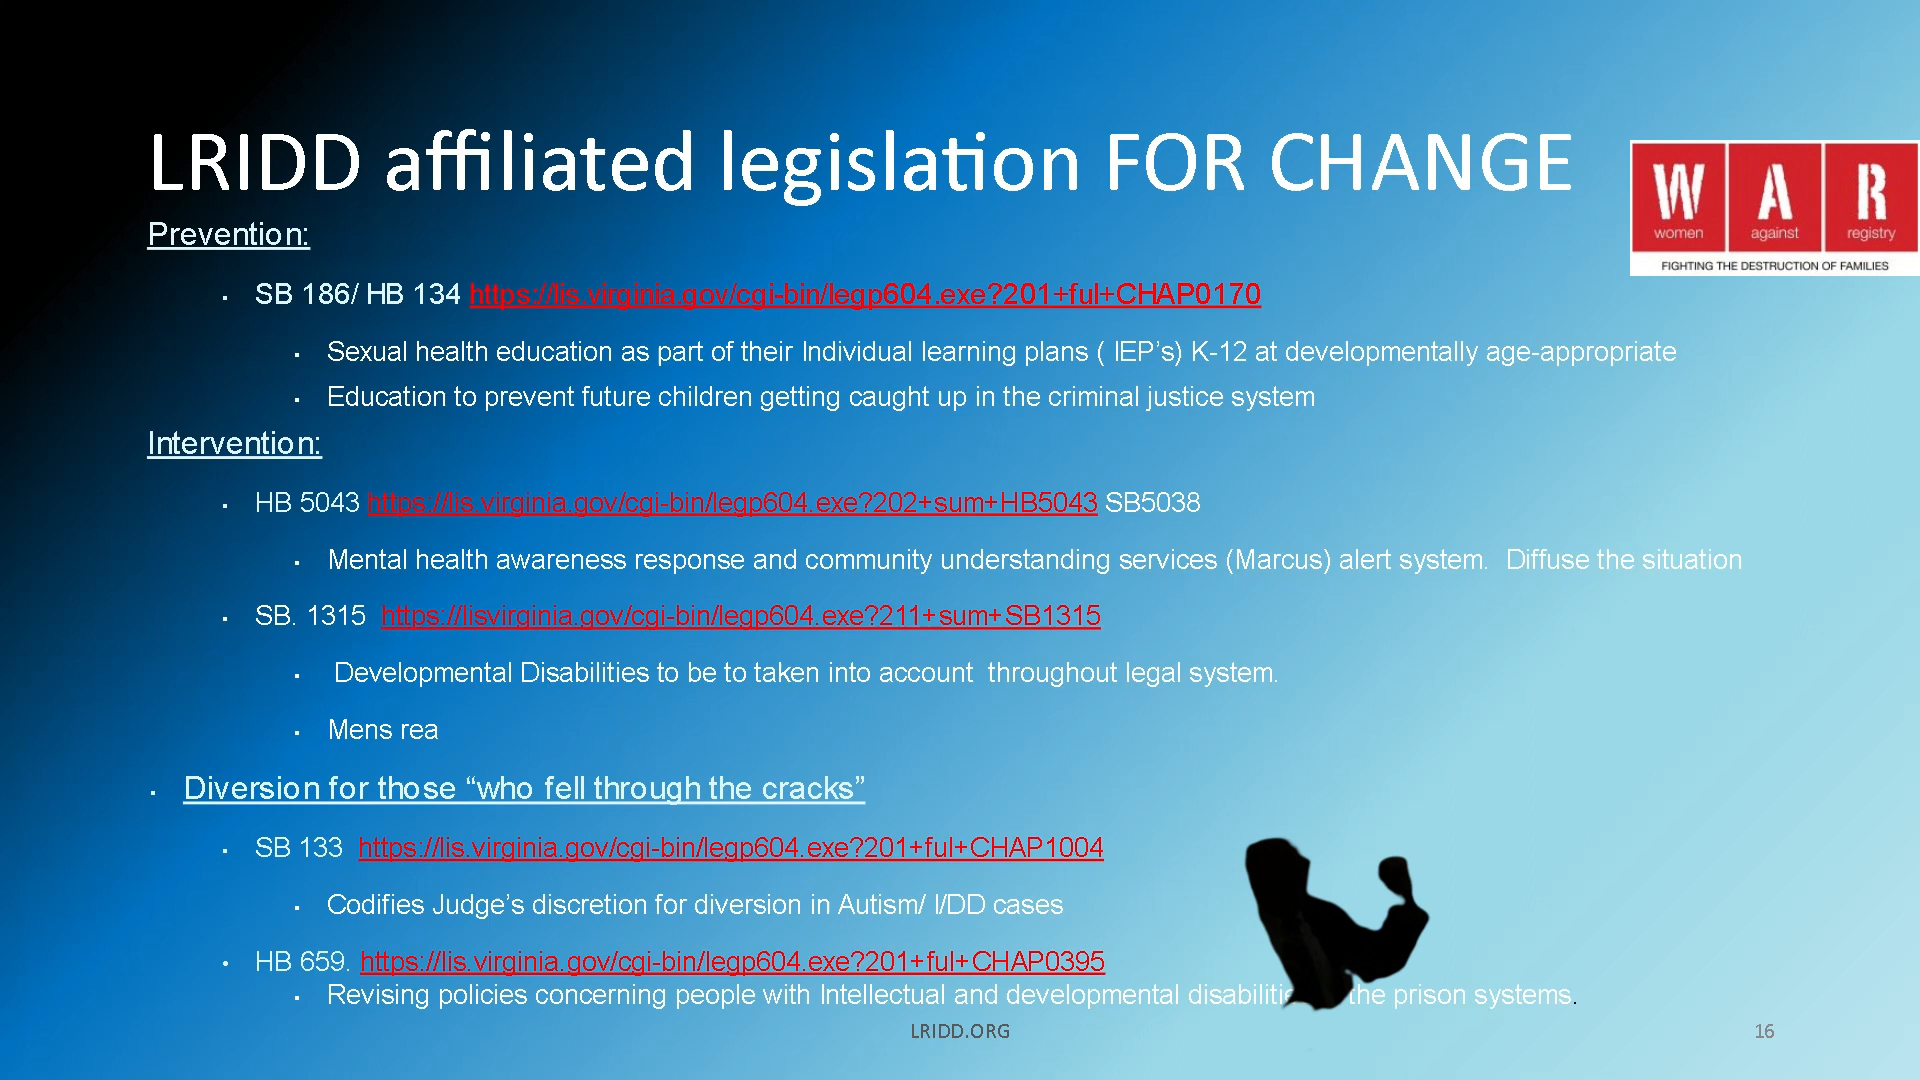 LRIDD affiliated legislation FOR CHANGE
W A R
women against registry
FIGHTING THE DESTRUCTION OF FAMILIES
Prevention:
SB 186/ HB 134 https://lis.virginia.gov/cgi-bin/legp604.exe?201+ful+CHAP0170
Sexual health education as part of their Individual learning plans ( IEP’s) K-12 at developmentally age-appropriate
Education to prevent future children getting caught up in the criminal justice system
Intervention:
HB 5043 https://lis.virginia.gov/cgi-bin/legp604.exe?202+sum+HB5043 SB5038
Mental health awareness response and community understanding services (Marcus) alert system.  Diffuse the situation
SB. 1315  https://lisvirginia.gov/cgi-bin/legp604.exe?211+sum+SB1315
Developmental Disabilities to be to taken into account  throughout legal system.
Mens rea
Diversion for those “who fell through the cracks”
SB 133  https://lis.virginia.gov/cgi-bin/legp604.exe?201+ful+CHAP1004
Codifies Judge’s discretion for diversion in Autism/ I/DD cases
HB 659. https://lis.virginia.gov/cgi-bin/legp604.exe?201+ful+CHAP0395
Revising policies concerning people with Intellectual and developmental the prison systems.
LRIDD.ORG
16